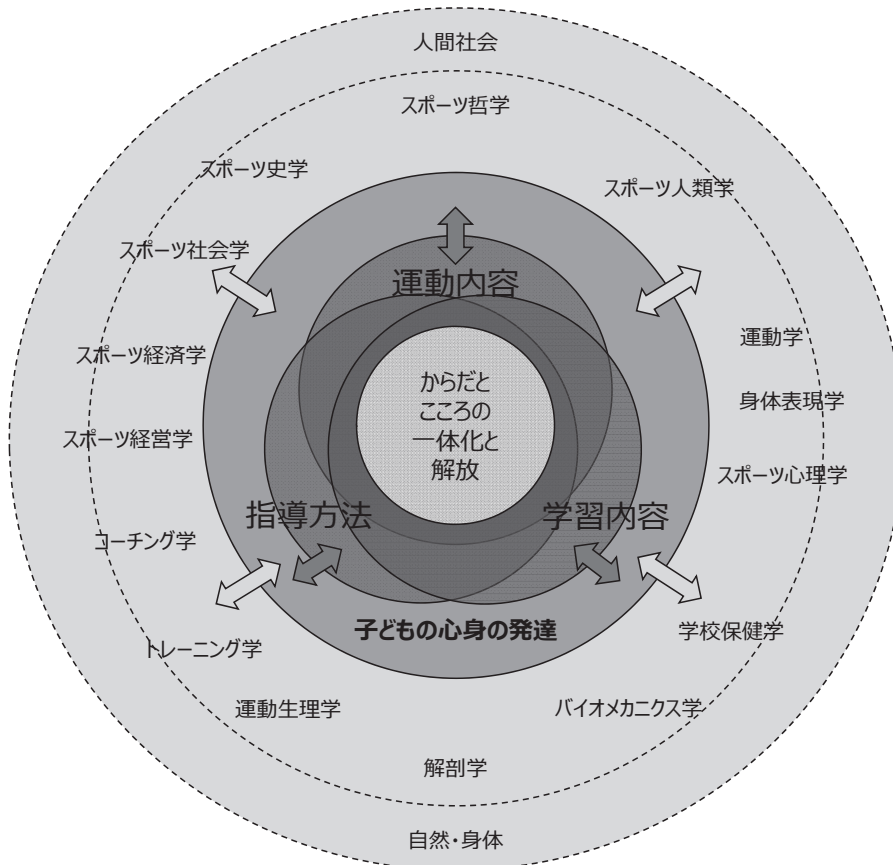 人間社会
スポーツ哲学
スポーツ史学
スポーツ人類学
スポーツ社会学
運動内容
運動学
スポーツ経済学
からだと
こころの
一体化と
解放
身体表現学
スポーツ経営学
スポーツ心理学
指導方法
学習内容
コーチング学
子どもの心身の発達
学校保健学
トレーニング学
運動生理学
バイオメカニクス学
解剖学
自然・身体